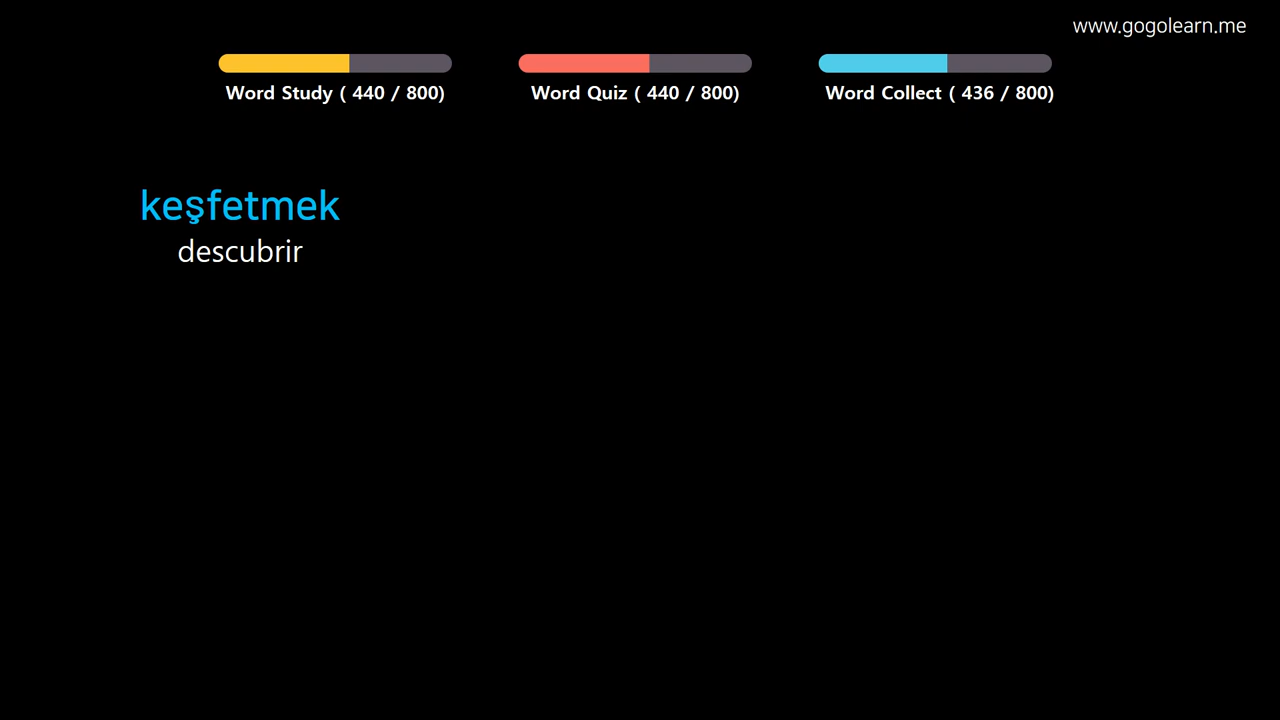 www.gogolearn.me
Word Study ( 440 / 800)
Word Quiz ( 440 / 800)
Word Collect ( 436 / 800)
keşfetmek
descubrir